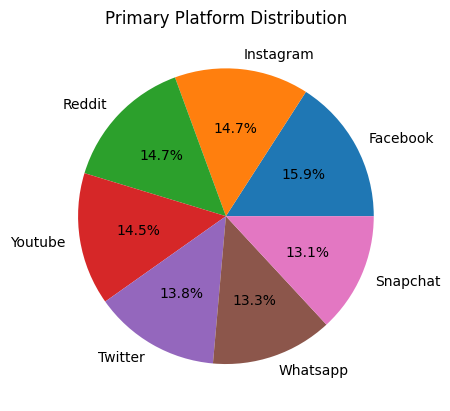 Primary Platform Distribution
Instagram
Reddit
14.7%
Facebook
14.7%
15.9%
Youtube
14.5%
13.1%
Snapchat
13.8%
13.3%
Twitter
Whatsapp